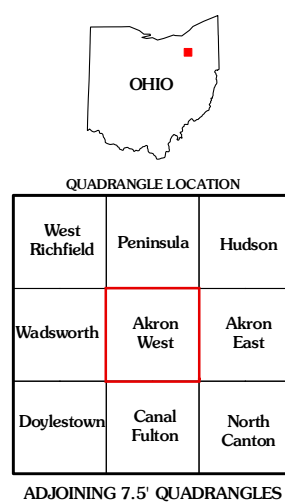 OHIO
QUADRANGLE LOCATION
West
Richfield
Peninsula
Hudson
Wadsworth
Akron
West
Akron
East
Doylestown
Canal
Fulton
North
Canton
ADJOINING 7.5' QUADRANGLES